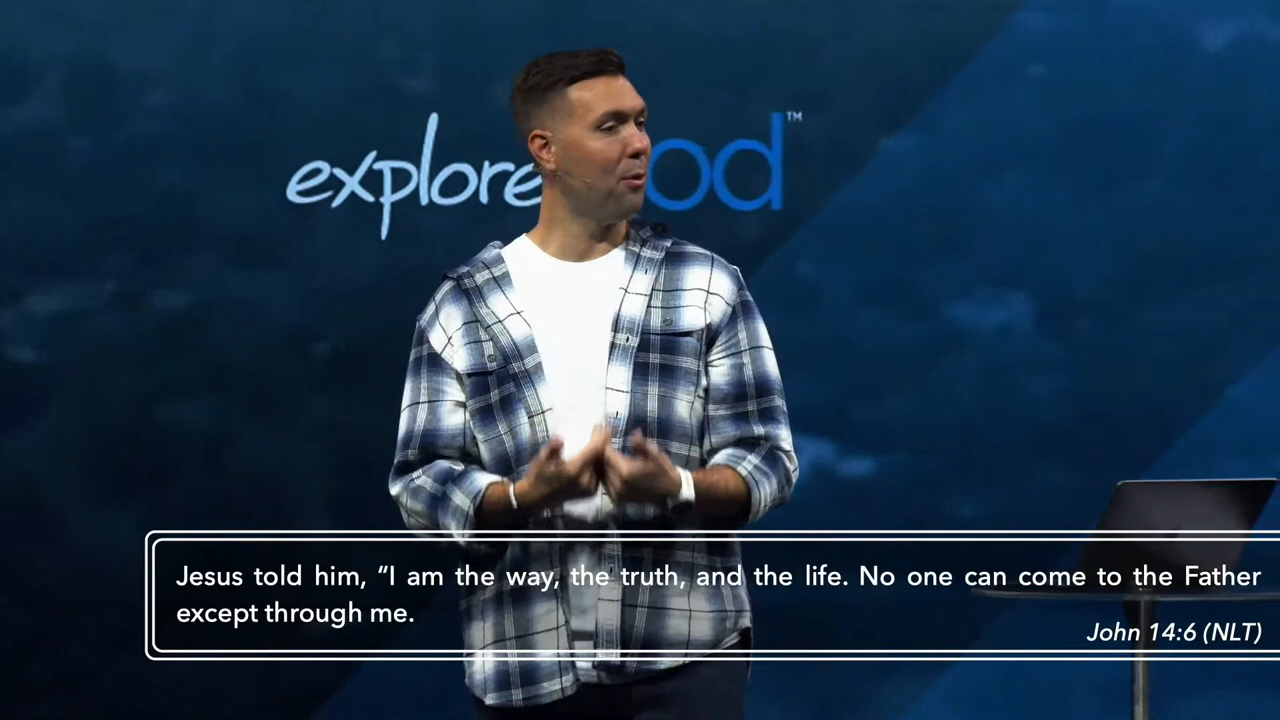 explore od™
Jesus told him, “I am the way, the truth, and the life. No one can come to the Father
except through me.
John 14:6 (NLT)